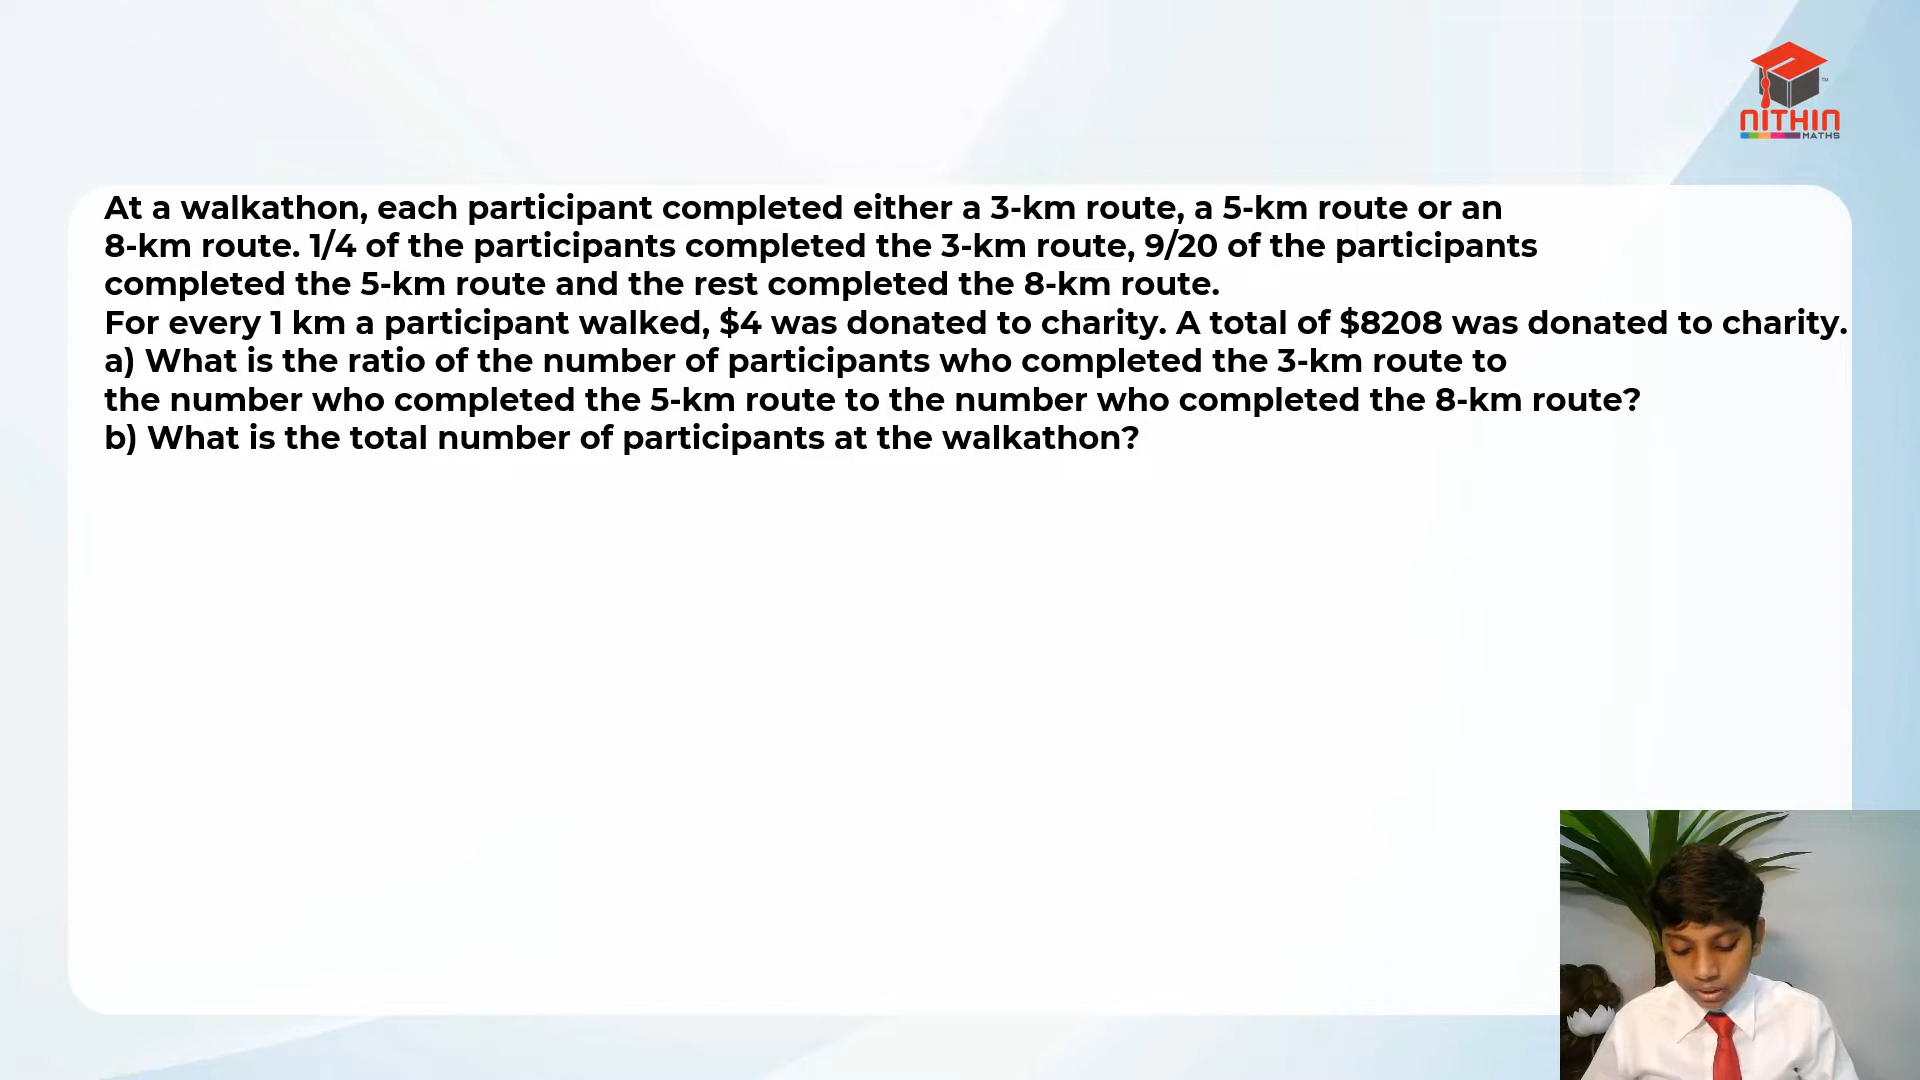 NITHIN
MATHS
TM
At a walkathon, each participant completed either a 3-km route, a 5-km route or an
8-km route. 1/4 of the participants completed the 3-km route, 9/20 of the participants
completed the 5-km route and the rest completed the 8-km route.
For every 1 km a participant walked, $4 was donated to charity. A total of $8208 was donated to charity.
a) What is the ratio of the number of participants who completed the 3-km route to
the number who completed the 5-km route to the number who completed the 8-km route?
b) What is the total number of participants at the walkathon?